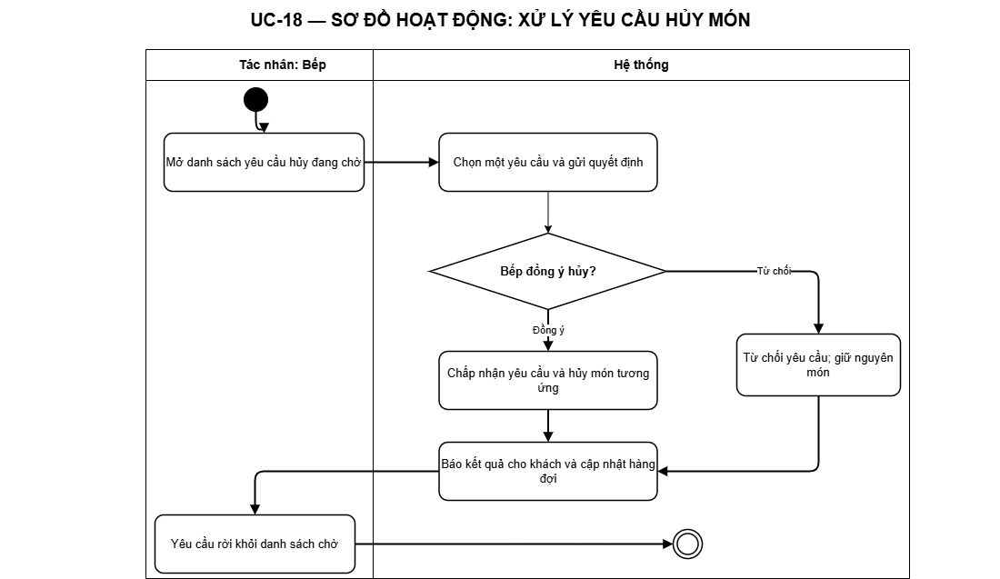 UC-18 — SƠ ĐỒ HOẠT ĐỘNG: XỬ LÝ YÊU CẦU HỦY MÓN
Tác nhân: Bếp
Hệ thống
Mở danh sách yêu cầu hủy đang chờ
Chọn một yêu cầu và gửi quyết định
Bếp đồng ý hủy?
Từ chối
Đồng ý
Từ chối yêu cầu; giữ nguyên
món
Chấp nhận yêu cầu và hủy món tương
ứng
Báo kết quả cho khách và cập nhật hàng
đợi
Yêu cầu rời khỏi danh sách chờ